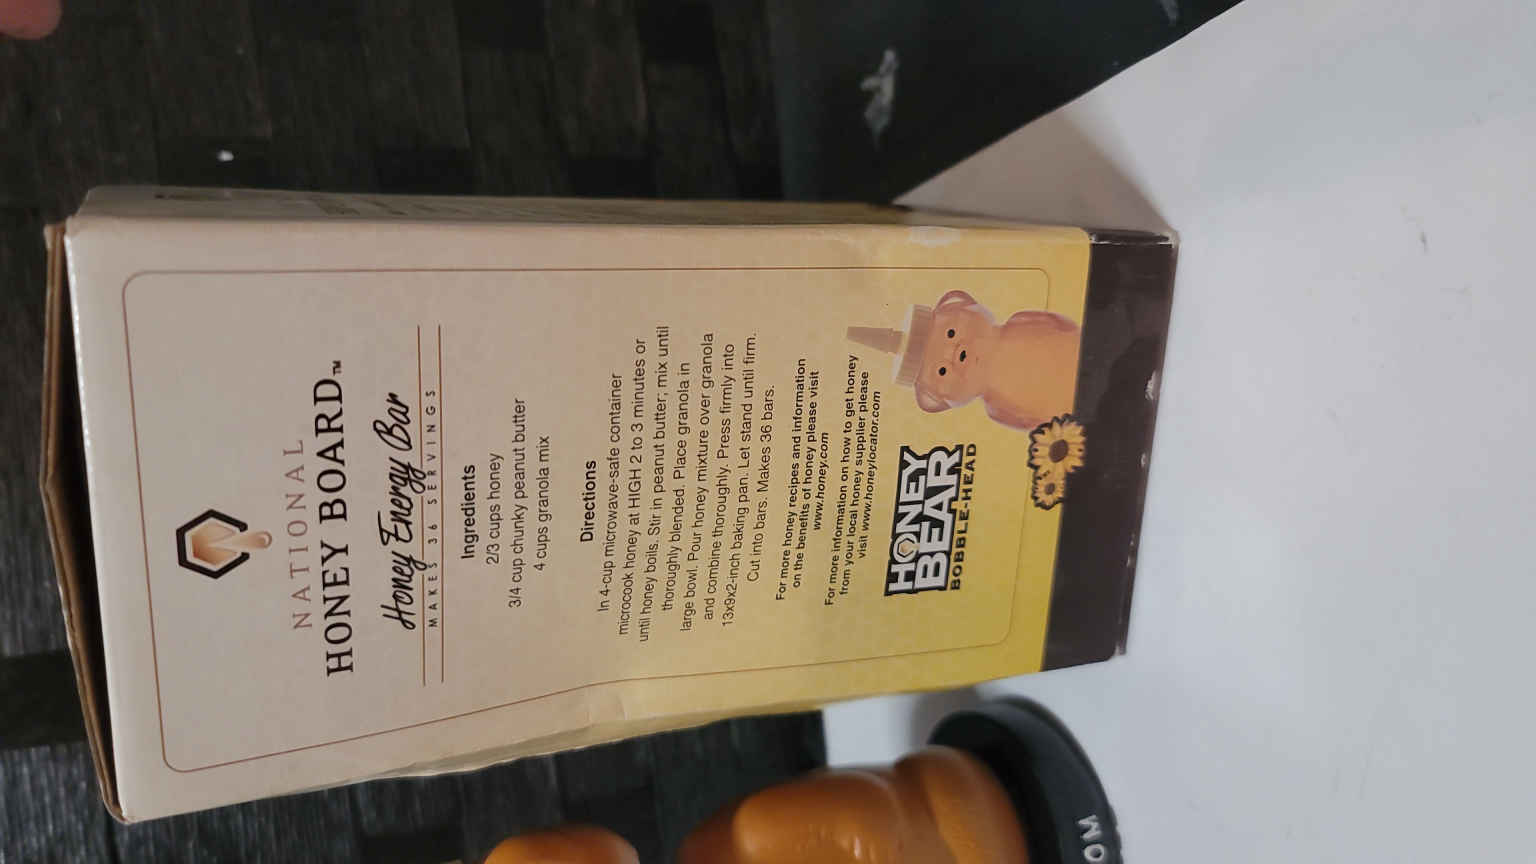 NATIONAL
HONEY BOARD™
Honey Energy Bar
MAKES 36 SERVINGS
Ingredients
2/3 cups honey
3/4 cup chunky peanut butter
4 cups granola mix
Directions
In 4-cup microwave-safe container
microcook honey at HIGH 2 to 3 minutes or
until honey boils. Stir in peanut butter; mix until
thoroughly blended. Place granola in
large bowl. Pour honey mixture over granola
and combine thoroughly. Press firmly into
13x9x2-inch baking pan. Let stand until firm.
Cut into bars. Makes 36 bars.
For more honey recipes and information
on the benefits of honey please visit
www.honey.com
For more information on how to get honey
from your local honey supplier please
visit www.honeylocator.com
HONEY
BEAR
BOBBLE-HEAD
OM